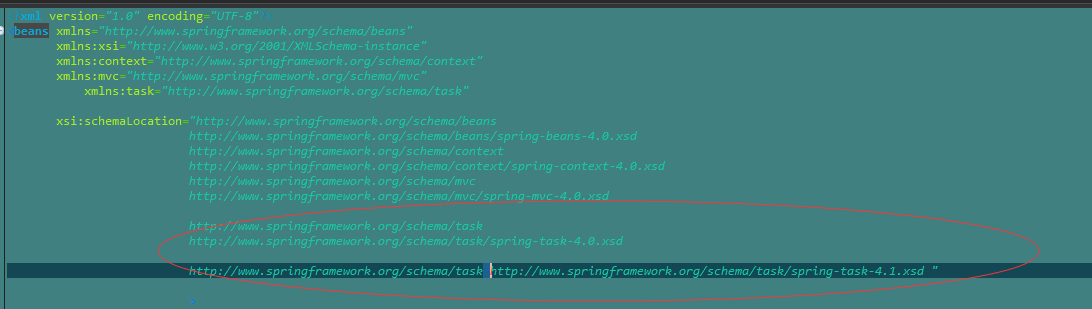 <?xml version="1.0" encoding="UTF-8"?>
<beans xmlns="http://www.springframework.org/schema/beans"
xmlns:xsi="http://www.w3.org/2001/XMLSchema-instance"
xmlns:context="http://www.springframework.org/schema/context"
xmlns:mvc="http://www.springframework.org/schema/mvc"
xmlns:task="http://www.springframework.org/schema/task"
xsi:schemaLocation="http://www.springframework.org/schema/beans
http://www.springframework.org/schema/beans/spring-beans-4.0.xsd
http://www.springframework.org/schema/context
http://www.springframework.org/schema/context/spring-context-4.0.xsd
http://www.springframework.org/schema/mvc
http://www.springframework.org/schema/mvc/spring-mvc-4.0.xsd
http://www.springframework.org/schema/task
http://www.springframework.org/schema/task/spring-task-4.0.xsd
http://www.springframework.org/schema/task http://www.springframework.org/schema/task/spring-task-4.1.xsd "
>